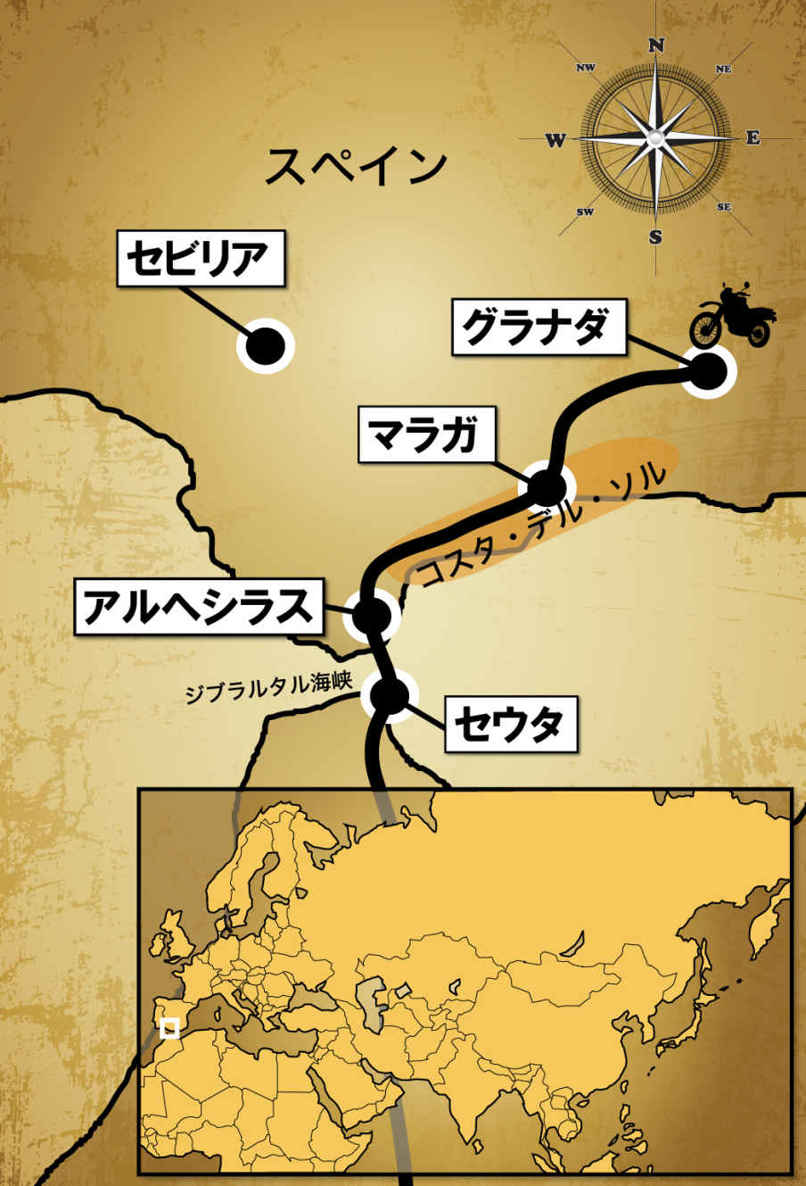 N
NW
NE
W
E
SW
SE
S
スペイン
セビリア
グラナダ
マラガ
コスタ・デル・ソル
アルヘシラス
ジブラルタル海峡
セウタ